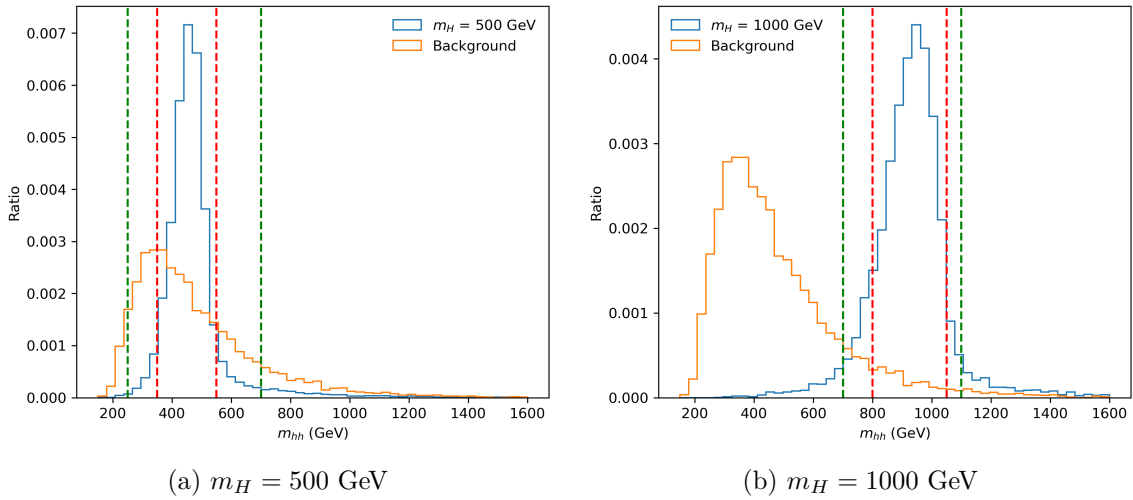 m_H = 500 GeV
Background
0.007
0.006
0.005
0.004
0.003
0.002
0.001
0.000
Ratio
200 400 600 800 1000 1200 1400 1600
m_hh (GeV)
(a) m_H = 500 GeV
m_H = 1000 GeV
Background
0.004
0.003
0.002
0.001
0.000
Ratio
200 400 600 800 1000 1200 1400 1600
m_hh (GeV)
(b) m_H = 1000 GeV